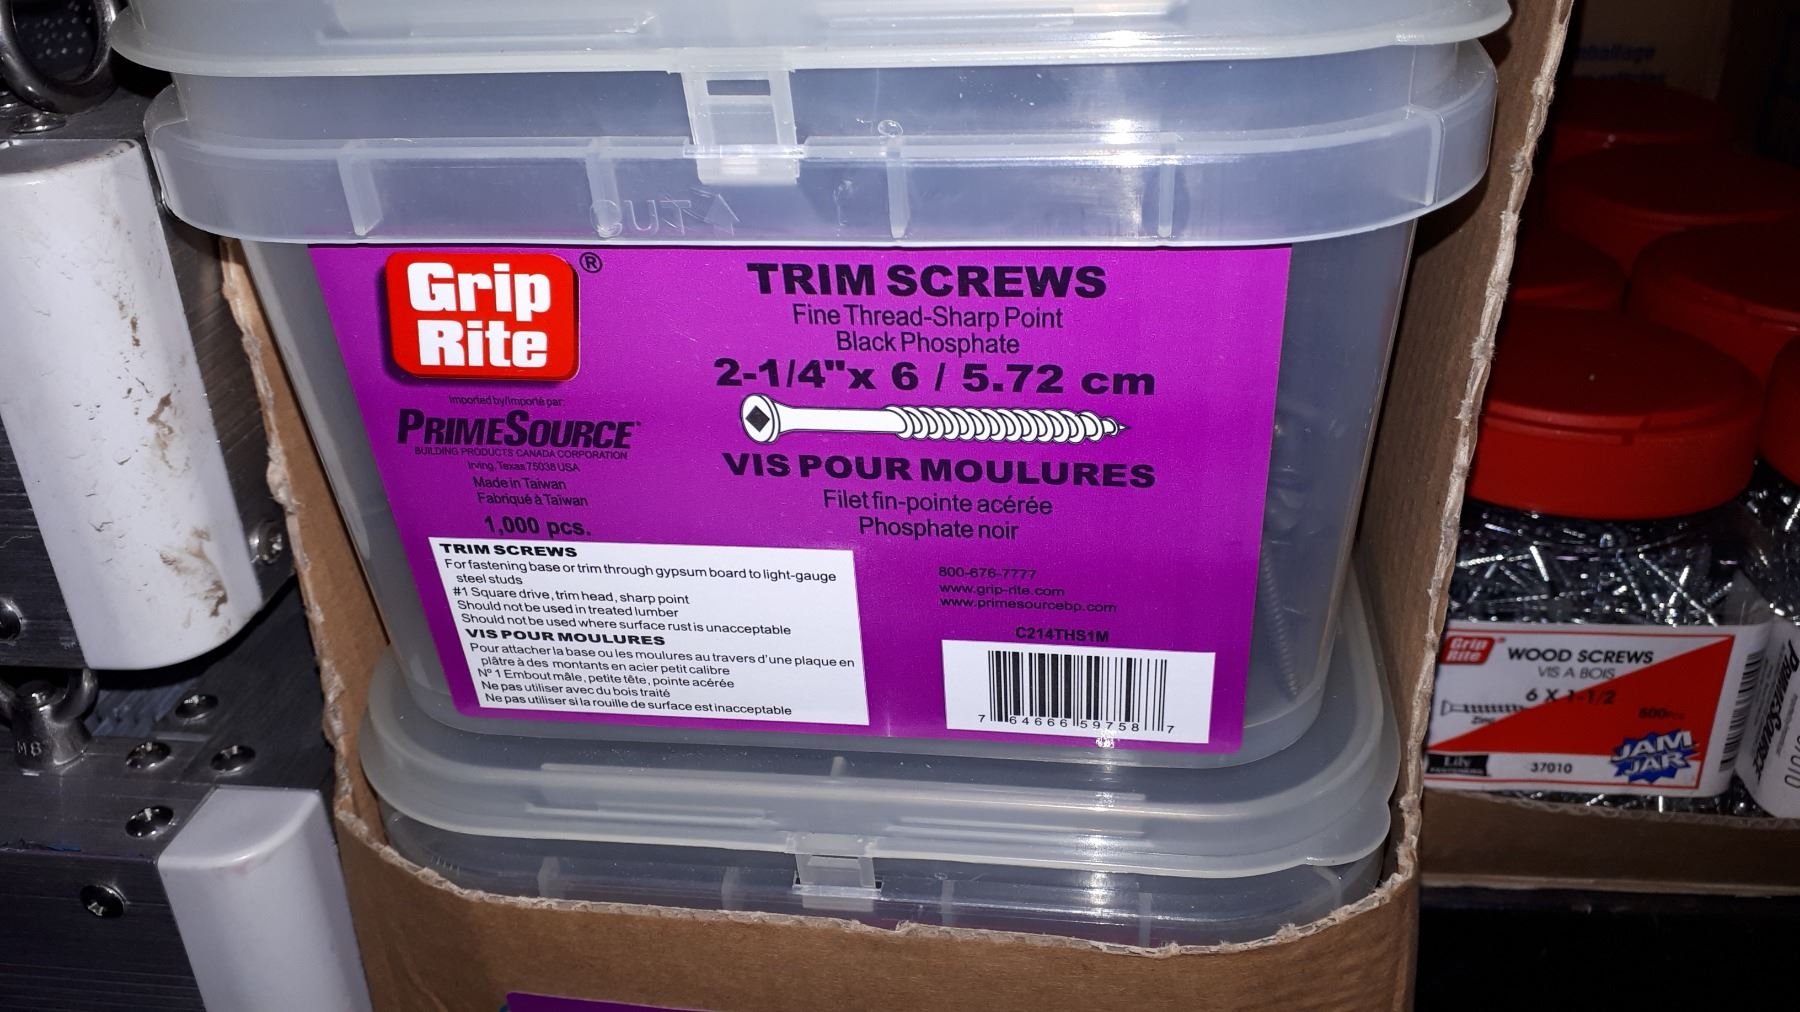 CUT
Grip
Rite
®
Imported by/Importé par:
PRIMESOURCE
BUILDING PRODUCTS CANADA CORPORATION
Irving, Texas 75038 USA
Made in Taiwan
Fabriqué à Taïwan
1,000 pcs.
TRIM SCREWS
Fine Thread-Sharp Point
Black Phosphate
2-1/4"x 6 / 5.72 cm
VIS POUR MOULURES
Filet fin-pointe acérée
Phosphate noir
TRIM SCREWS
For fastening base or trim through gypsum board to light-gauge
steel studs
#1 Square drive, trim head, sharp point
Should not be used in treated lumber
Should not be used where surface rust is unacceptable
VIS POUR MOULURES
Pour attacher la base ou les moulures au travers d'une plaque en
plâtre à des montants en acier petit calibre
N° 1 Embout mâle, petite tête, pointe acérée
Ne pas utiliser avec du bois traité
Ne pas utiliser si la rouille de surface est inacceptable
800-676-7777
www.grip-rite.com
www.primesourcebp.com
C214THS1M
7 64666 59758 7
M8
Grip
Rite
WOOD SCREWS
VIS A BOIS
6 X 1-1/2
500 Pcs
Zinc
Lily
FASTENERS
37010
JAM
JAR